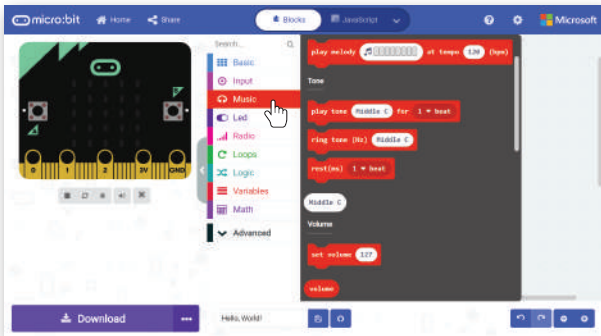 micro:bit Home Share Blocks JavaScript Microsoft
Search...
Basic
Input
Music
Led
Radio
Loops
Logic
Variables
Math
Advanced
play melody at tempo 120 (bpm)
Tone
play tone Middle C for 1 beat
ring tone (Hz) Middle C
rest(ms) 1 beat
Middle C
Volume
set volume 127
volume
0 1 2 3V GND
Download Hello, World!